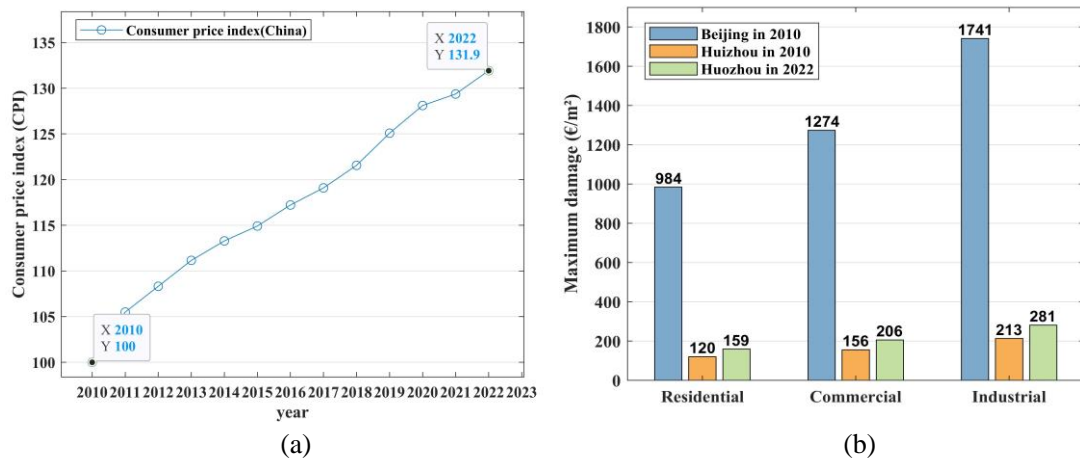 Consumer price index(China)
X 2022
Y 131.9
135
130
125
120
115
110
105
100
Consumer price index (CPI)
X 2010
Y 100
2010 2011 2012 2013 2014 2015 2016 2017 2018 2019 2020 2021 2022 2023
year
(a)
Beijing in 2010
Huizhou in 2010
Huozhou in 2022
1800
1600
1400
1200
1000
800
600
400
200
0
Maximum damage (€/m²)
984
120
159
1274
156
206
1741
213
281
Residential
Commercial
Industrial
(b)